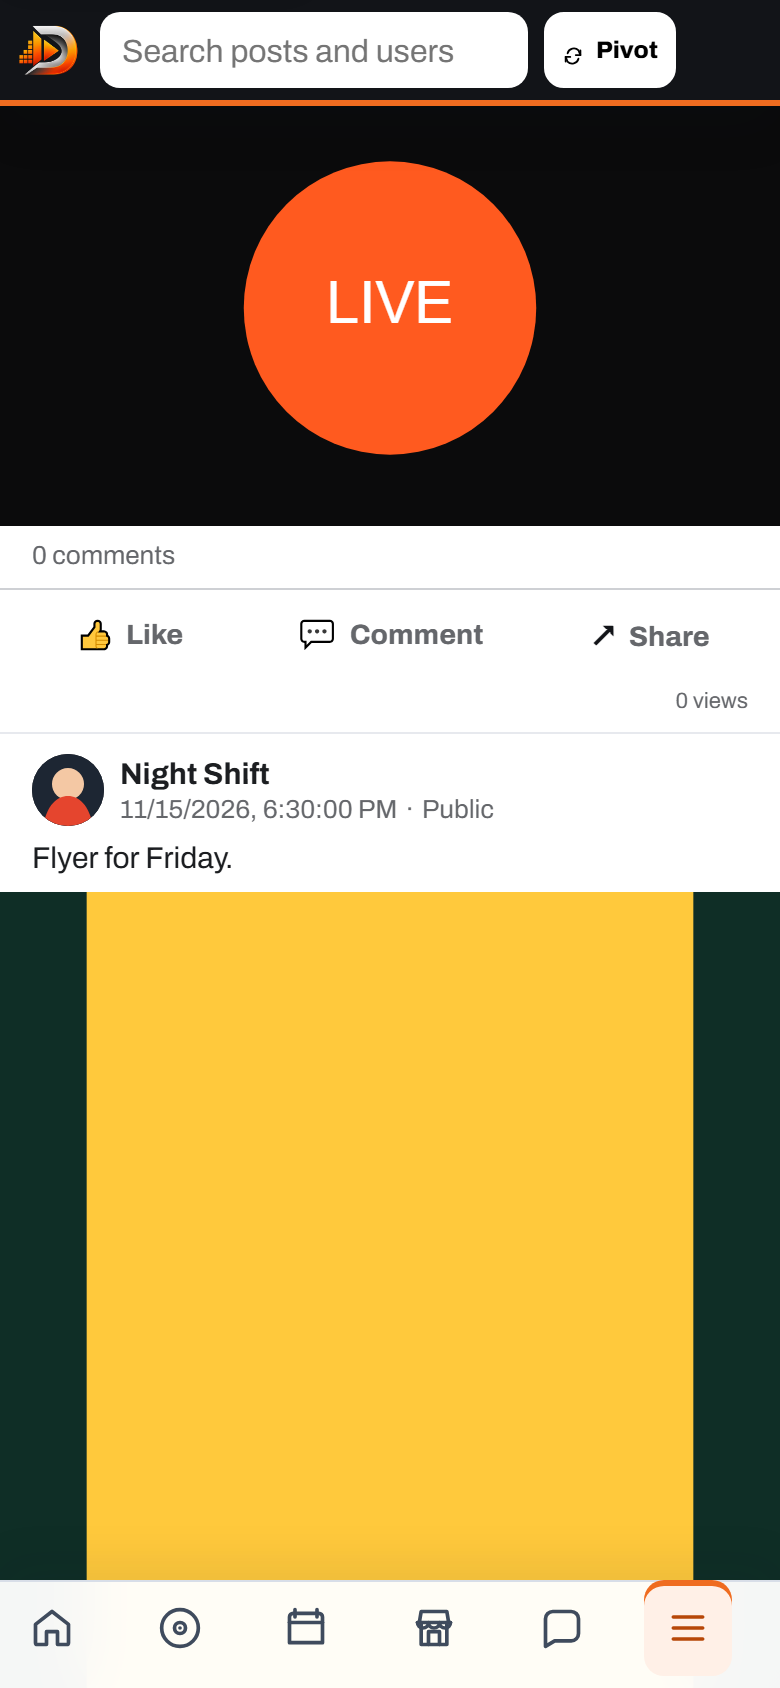 Search posts and users
Pivot
LIVE
0 comments
Like
Comment
Share
0 views
Night Shift
11/15/2026, 6:30:00 PM · Public
Flyer for Friday.